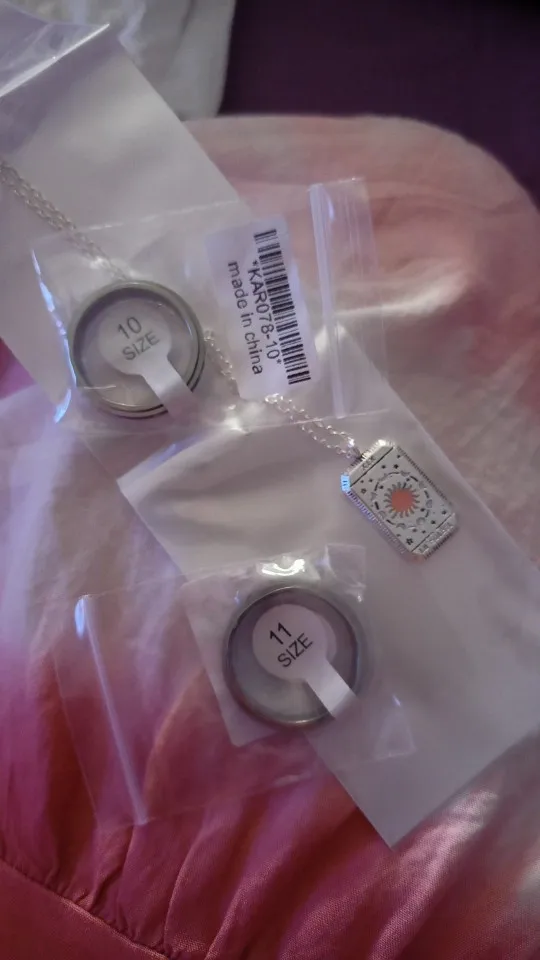 10
SIZE
*KAR078-10*
made in china
11
SIZE